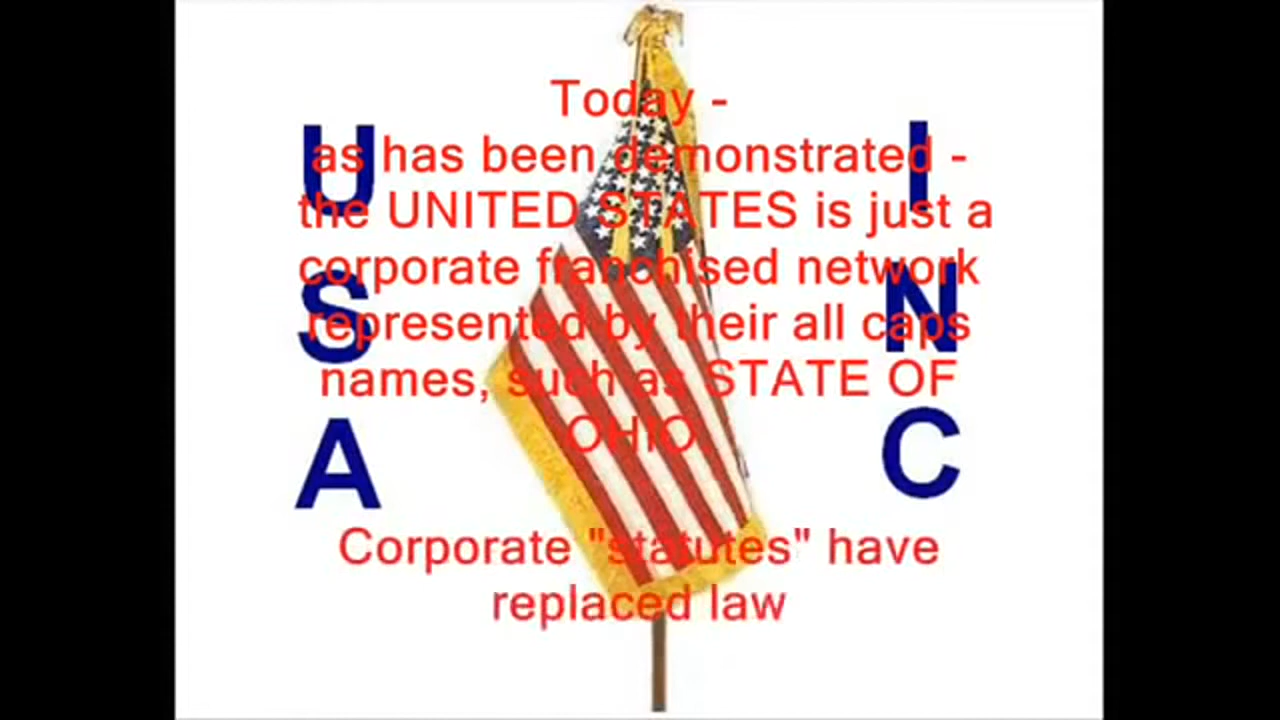 Today -
as has been demonstrated -
the UNITED STATES is just a
corporate franchised network
represented by their all caps
names, such as STATE OF
OHIO
Corporate "statutes" have
replaced law
U
S
A
I
N
C